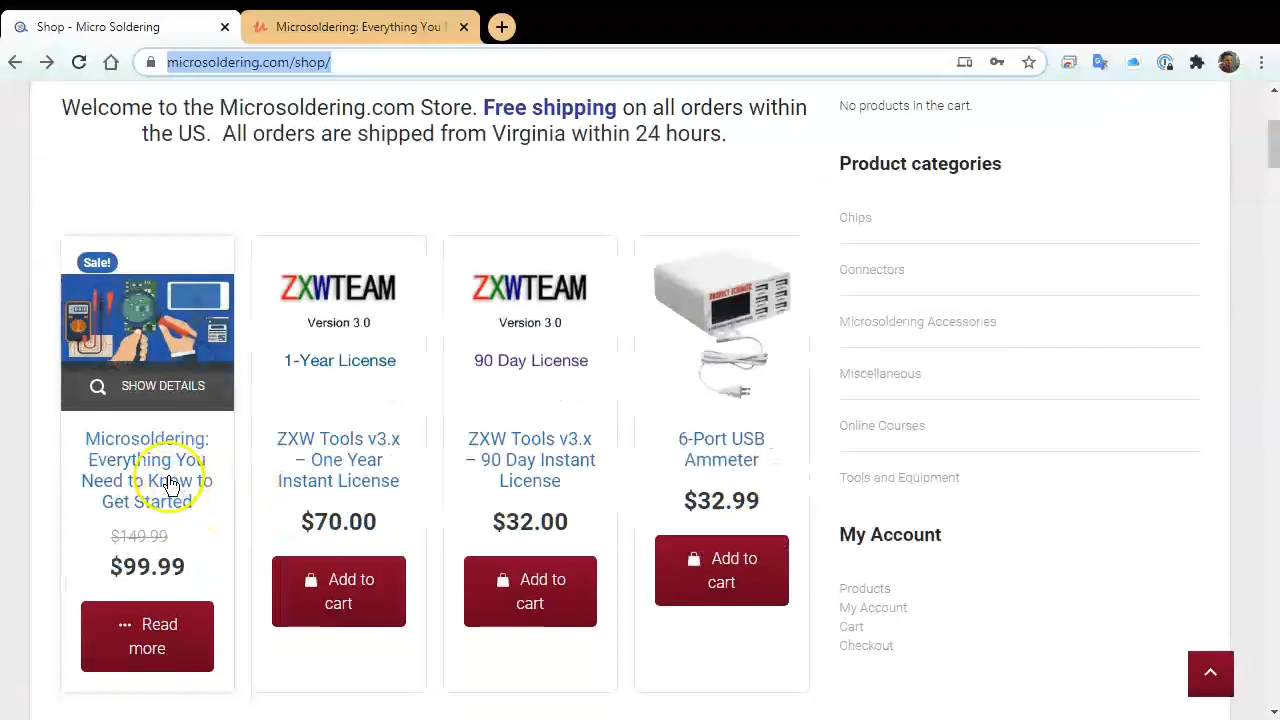 Shop - Micro Soldering
Microsoldering: Everything You
microsoldering.com/shop/
Welcome to the Microsoldering.com Store. Free shipping on all orders within
the US. All orders are shipped from Virginia within 24 hours.
Sale!
SHOW DETAILS
Microsoldering:
Everything You
Need to Know to
Get Started
$149.99
$99.99
Read
more
ZXWTEAM
Version 3.0
1-Year License
ZXW Tools v3.x
– One Year
Instant License
$70.00
Add to
cart
ZXWTEAM
Version 3.0
90 Day License
ZXW Tools v3.x
– 90 Day Instant
License
$32.00
Add to
cart
6-Port USB
Ammeter
$32.99
Add to
cart
No products in the cart.
Product categories
Chips
Connectors
Microsoldering Accessories
Miscellaneous
Online Courses
Tools and Equipment
My Account
Products
My Account
Cart
Checkout